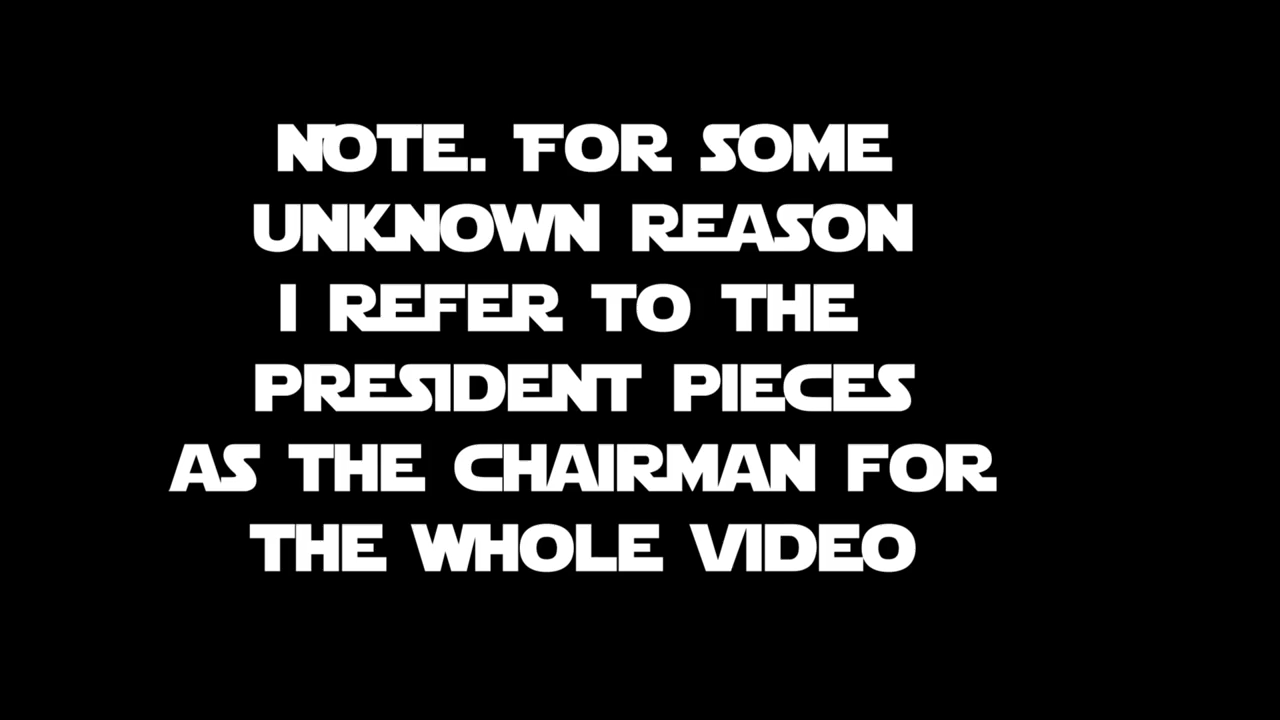 NOTE. FOR SOME
UNKNOWN REASON
I REFER TO THE
PRESIDENT PIECES
AS THE CHAIRMAN FOR
THE WHOLE VIDEO